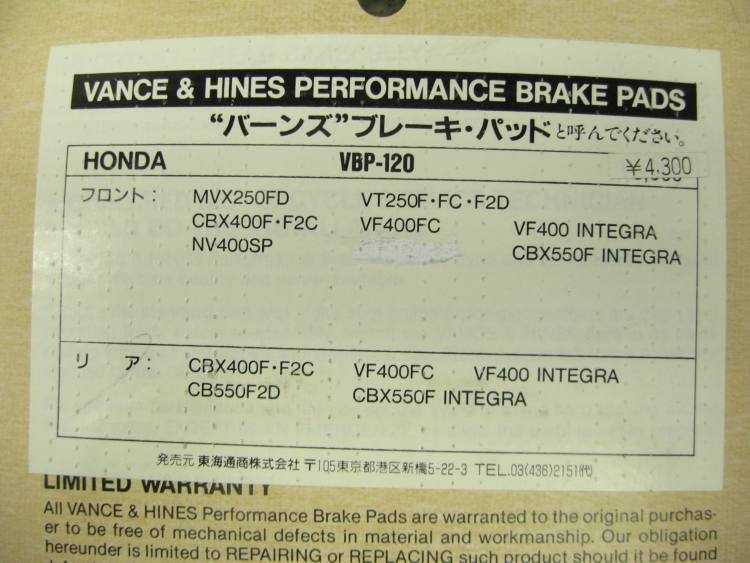 VANCE & HINES PERFORMANCE BRAKE PADS
“バーンズ”ブレーキ・パッドと呼んでください。
HONDA VBP-120 ¥4,300
フロント： MVX250FD VT250F・FC・F2D
CBX400F・F2C VF400FC VF400 INTEGRA
NV400SP CBX550F INTEGRA
リア： CBX400F・F2C VF400FC VF400 INTEGRA
CB550F2D CBX550F INTEGRA
発売元 東海通商株式会社 〒105東京都港区新橋5-22-3 TEL.03(436)2151㈹
LIMITED WARRANTY
All VANCE & HINES Performance Brake Pads are warranted to the original purchas-
er to be free of mechanical defects in material and workmanship. Our obligation
hereunder is limited to REPAIRING or REPLACING such product should it be found